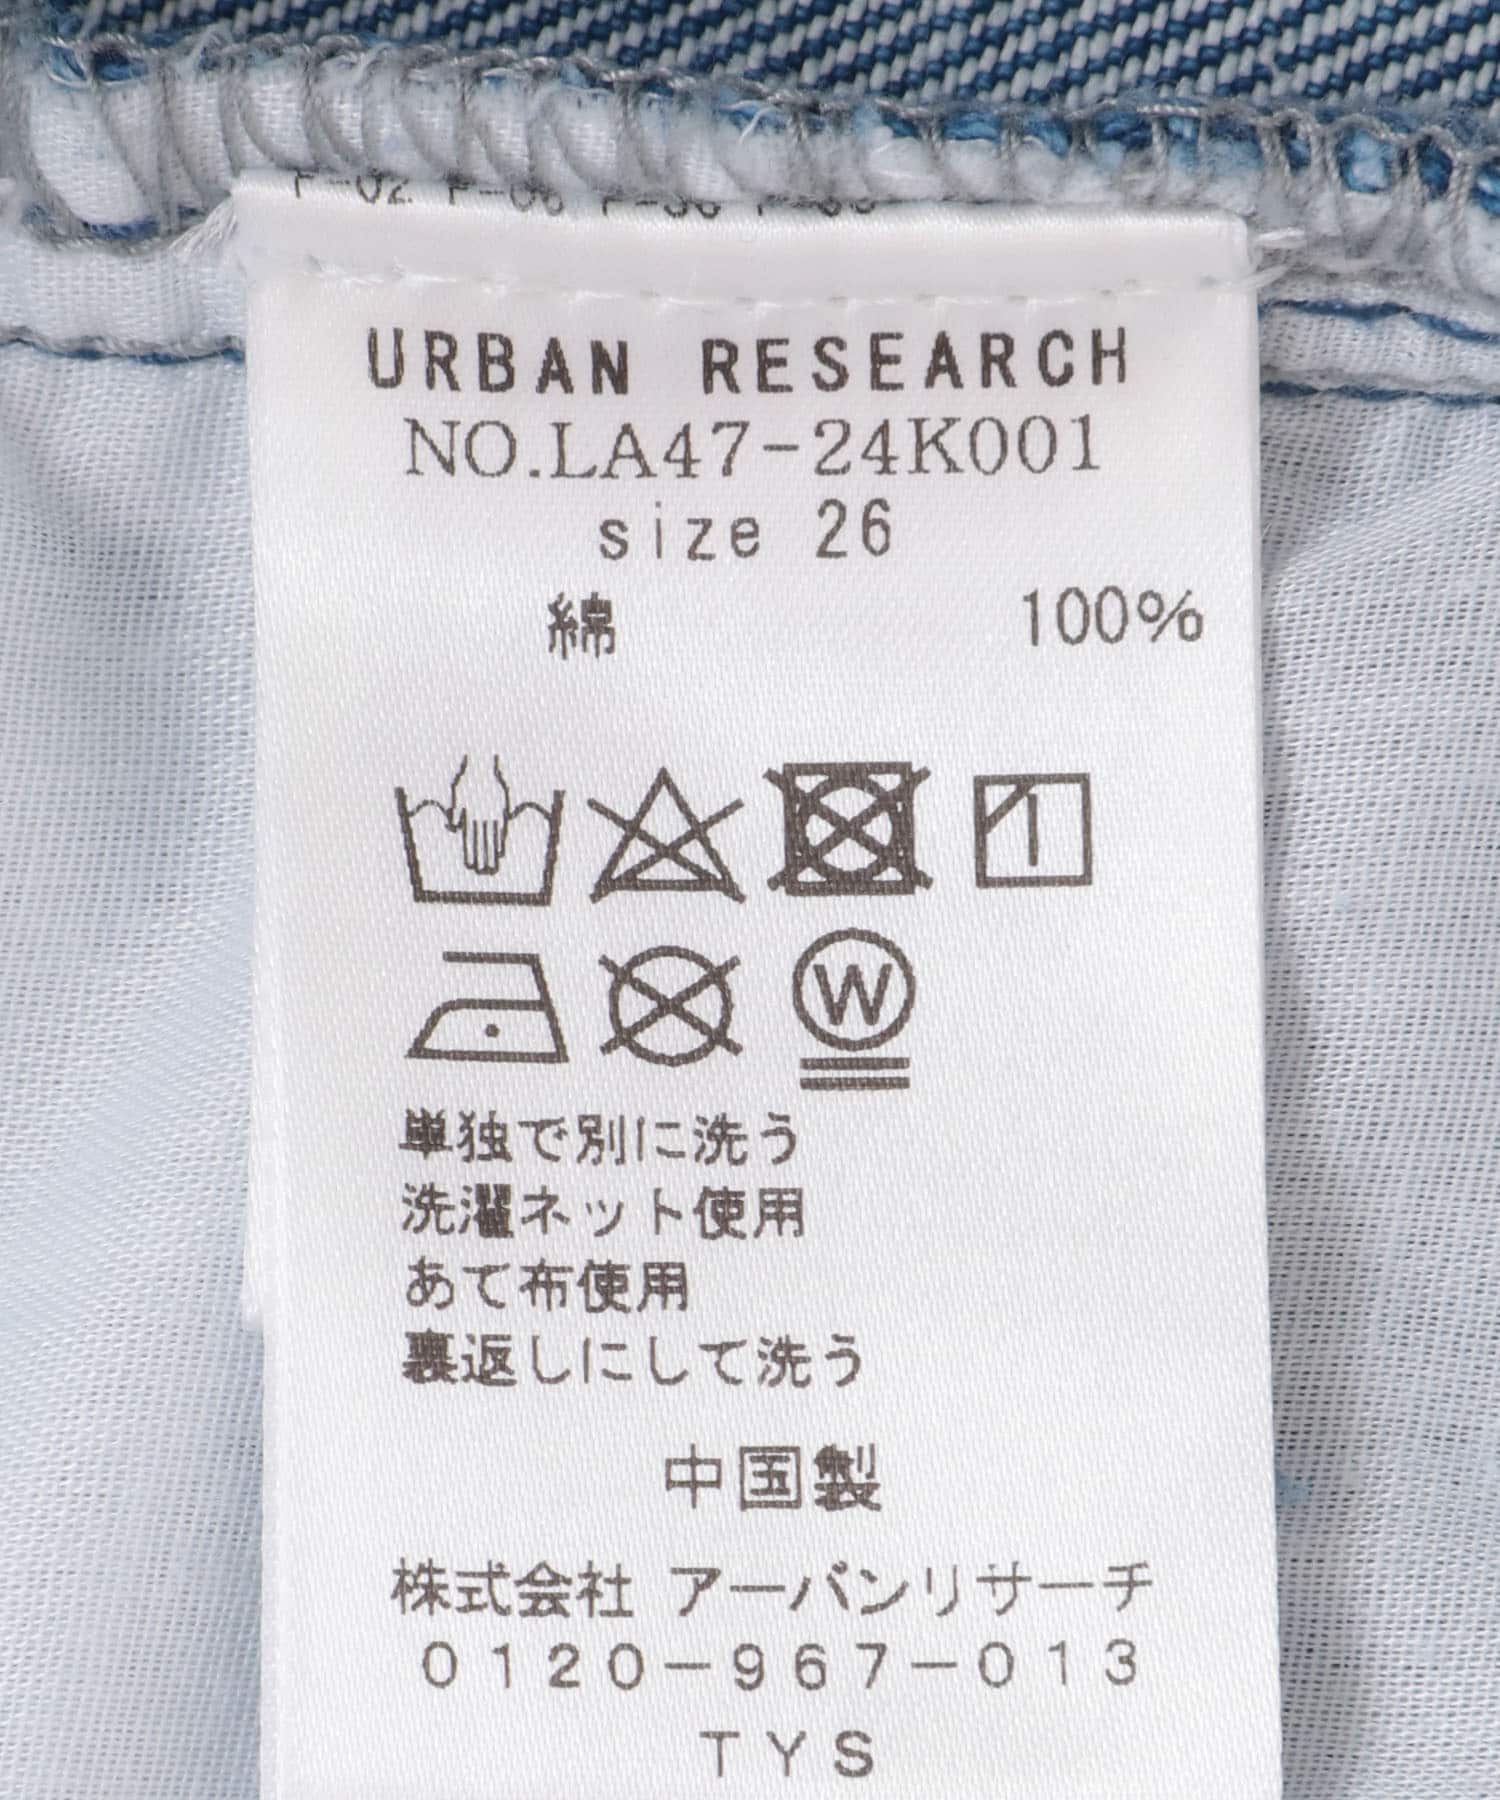 URBAN RESEARCH
NO.LA47-24K001
size 26
綿 100%
W
単独で別に洗う
洗濯ネット使用
あて布使用
裏返しにして洗う
中国製
株式会社 アーバンリサーチ
0120-967-013
TYS